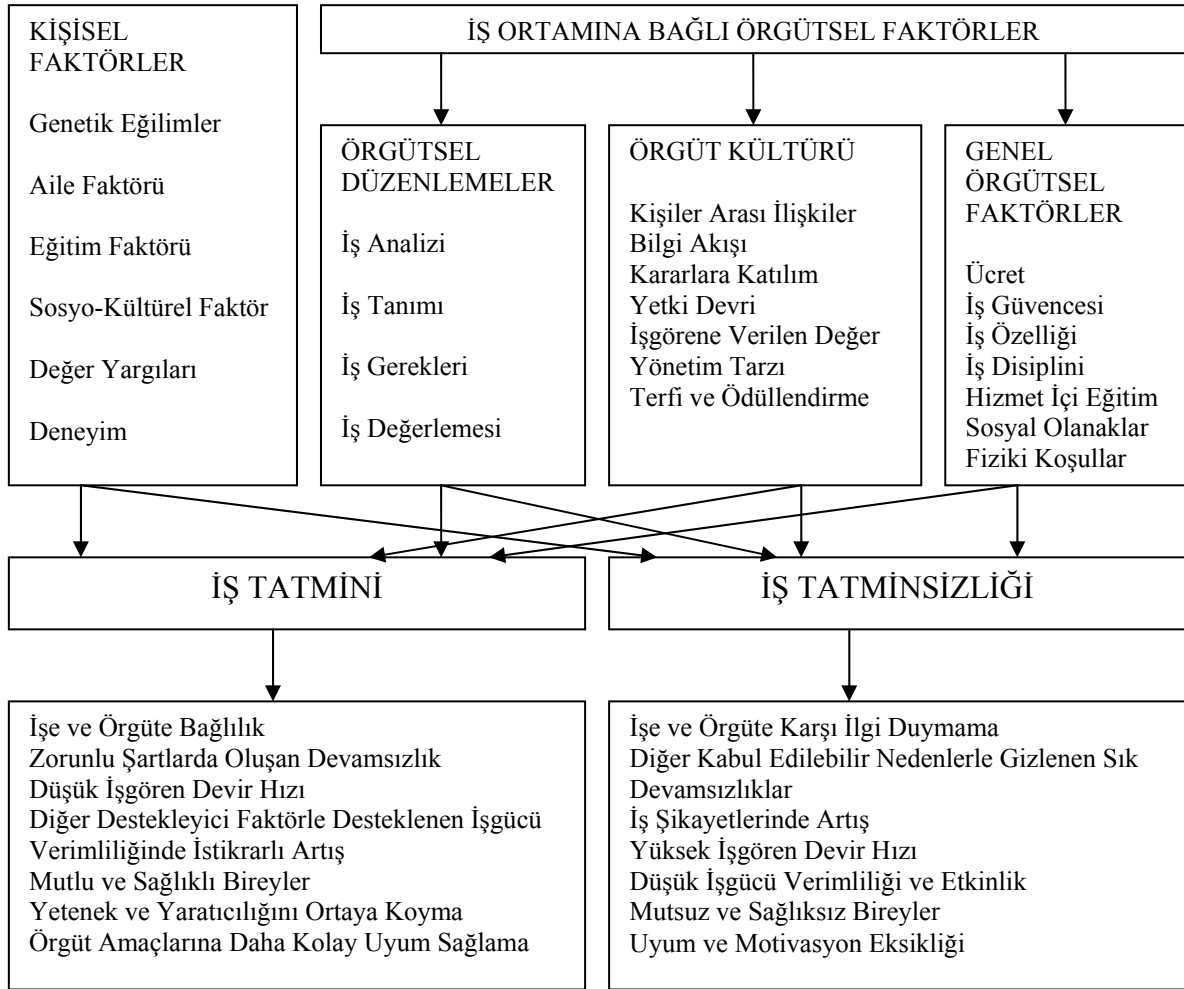 KİŞİSEL
FAKTÖRLER
Genetik Eğilimler
Aile Faktörü
Eğitim Faktörü
Sosyo-Kültürel Faktör
Değer Yargıları
Deneyim
İŞ ORTAMINA BAĞLI ÖRGÜTSEL FAKTÖRLER
ÖRGÜTSEL
DÜZENLEMELER
İş Analizi
İş Tanımı
İş Gerekleri
İş Değerlemesi
ÖRGÜT KÜLTÜRÜ
Kişiler Arası İlişkiler
Bilgi Akışı
Kararlara Katılım
Yetki Devri
İşgörene Verilen Değer
Yönetim Tarzı
Terfi ve Ödüllendirme
GENEL
ÖRGÜTSEL
FAKTÖRLER
Ücret
İş Güvencesi
İş Özelliği
İş Disiplini
Hizmet İçi Eğitim
Sosyal Olanaklar
Fiziki Koşullar
İŞ TATMİNİ
İŞ TATMINSİZLİĞİ
İşe ve Örgüte Bağlılık
Zorunlu Şartlarda Oluşan Devamsızlık
Düşük İşgören Devir Hızı
Diğer Destekleyici Faktörle Desteklenen İşgücü
Verimliliğinde İstikrarlı Artış
Mutlu ve Sağlıklı Bireyler
Yetenek ve Yaratıcılığını Ortaya Koyma
Örgüt Amaçlarına Daha Kolay Uyum Sağlama
İşe ve Örgüte Karşı İlgi Duymama
Diğer Kabul Edilebilir Nedenlerle Gizlenen Sık
Devamsızlıklar
İş Şikayetlerinde Artış
Yüksek İşgören Devir Hızı
Düşük İşgücü Verimliliği ve Etkinlik
Mutsuz ve Sağlıksız Bireyler
Uyum ve Motivasyon Eksikliği